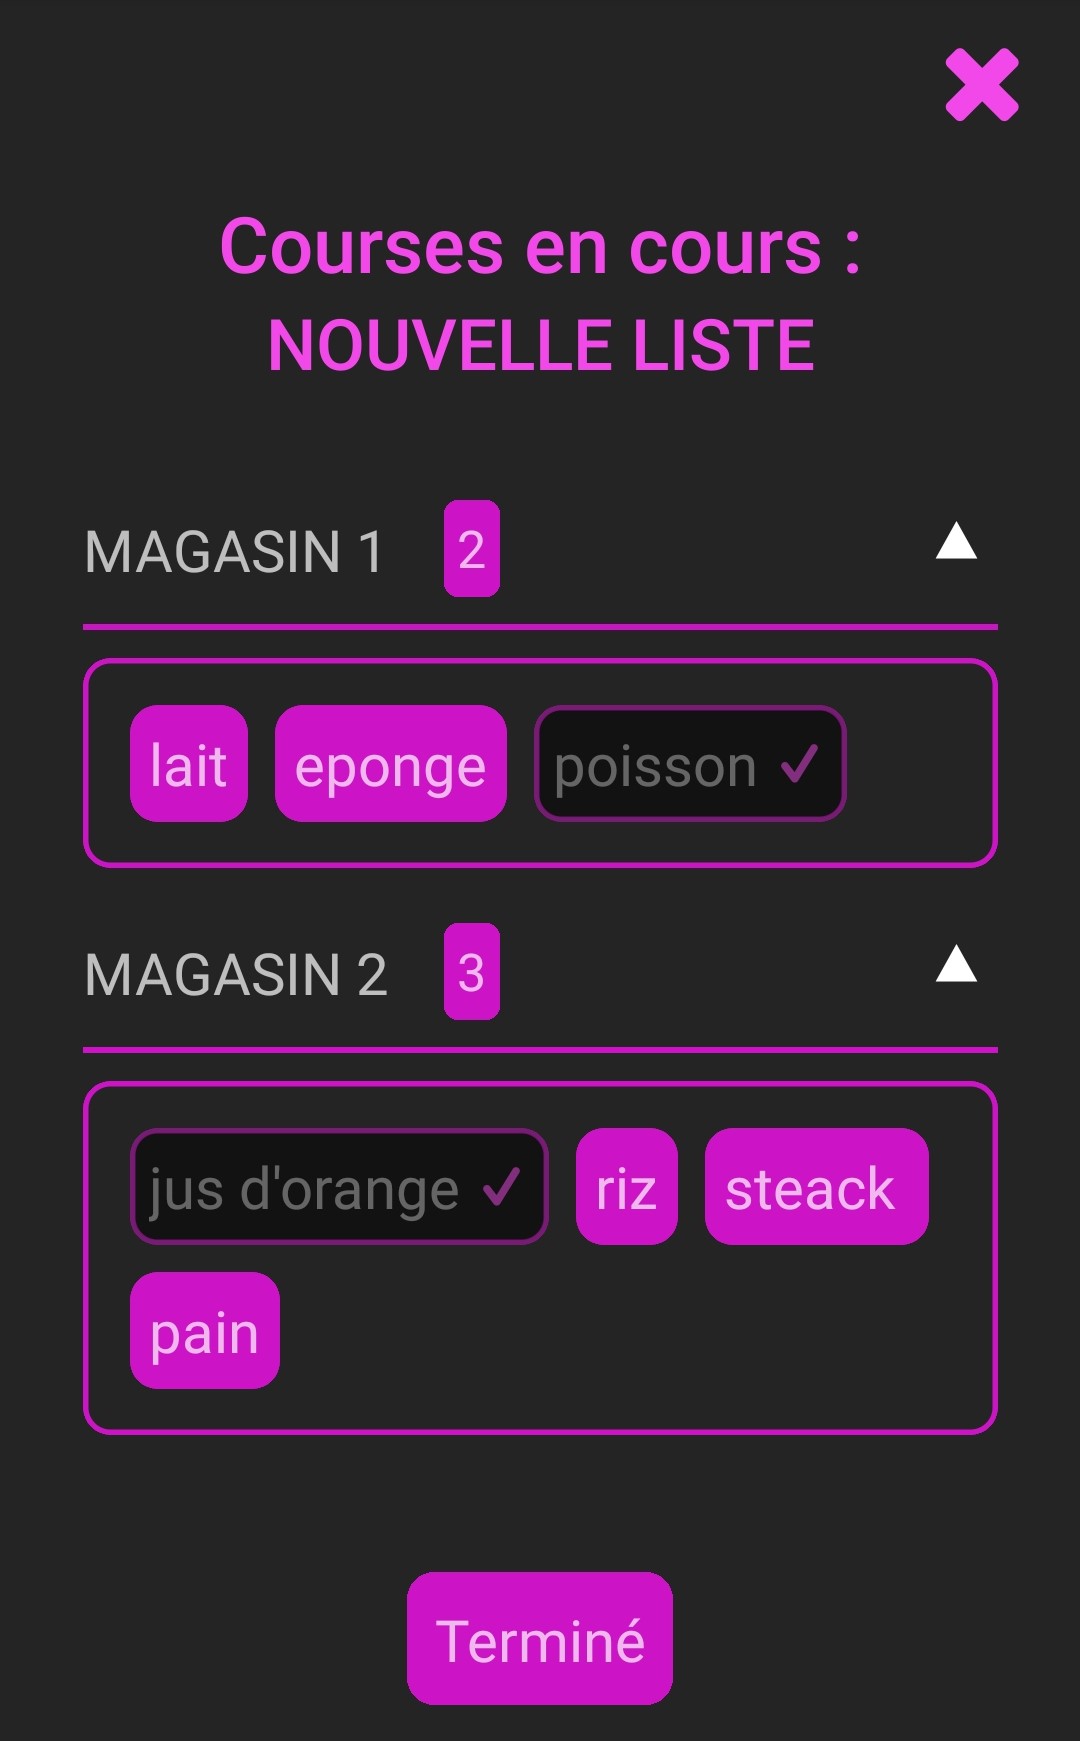 Courses en cours :
NOUVELLE LISTE
MAGASIN 1 2
lait eponge poisson
MAGASIN 2 3
jus d'orange riz steack
pain
Terminé